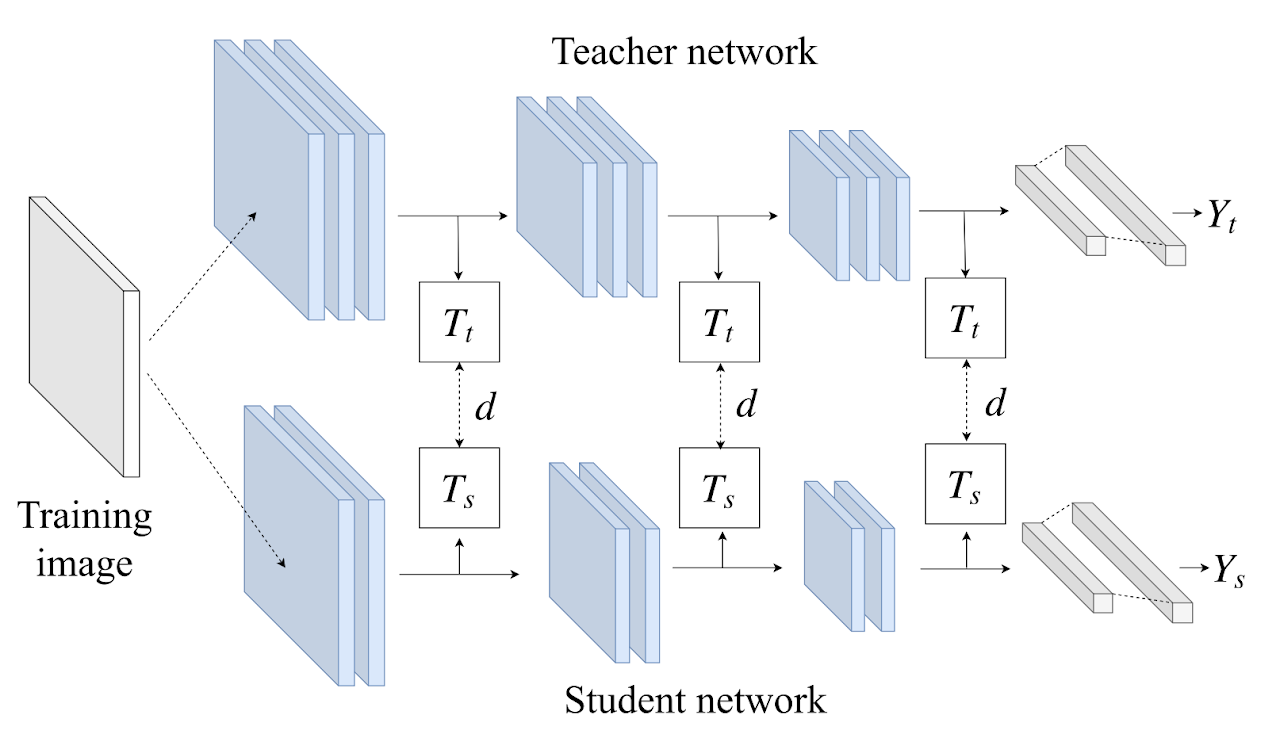 Teacher network
Y_t
T_t T_t T_t
d d d
T_s T_s T_s
Training
image
Y_s
Student network